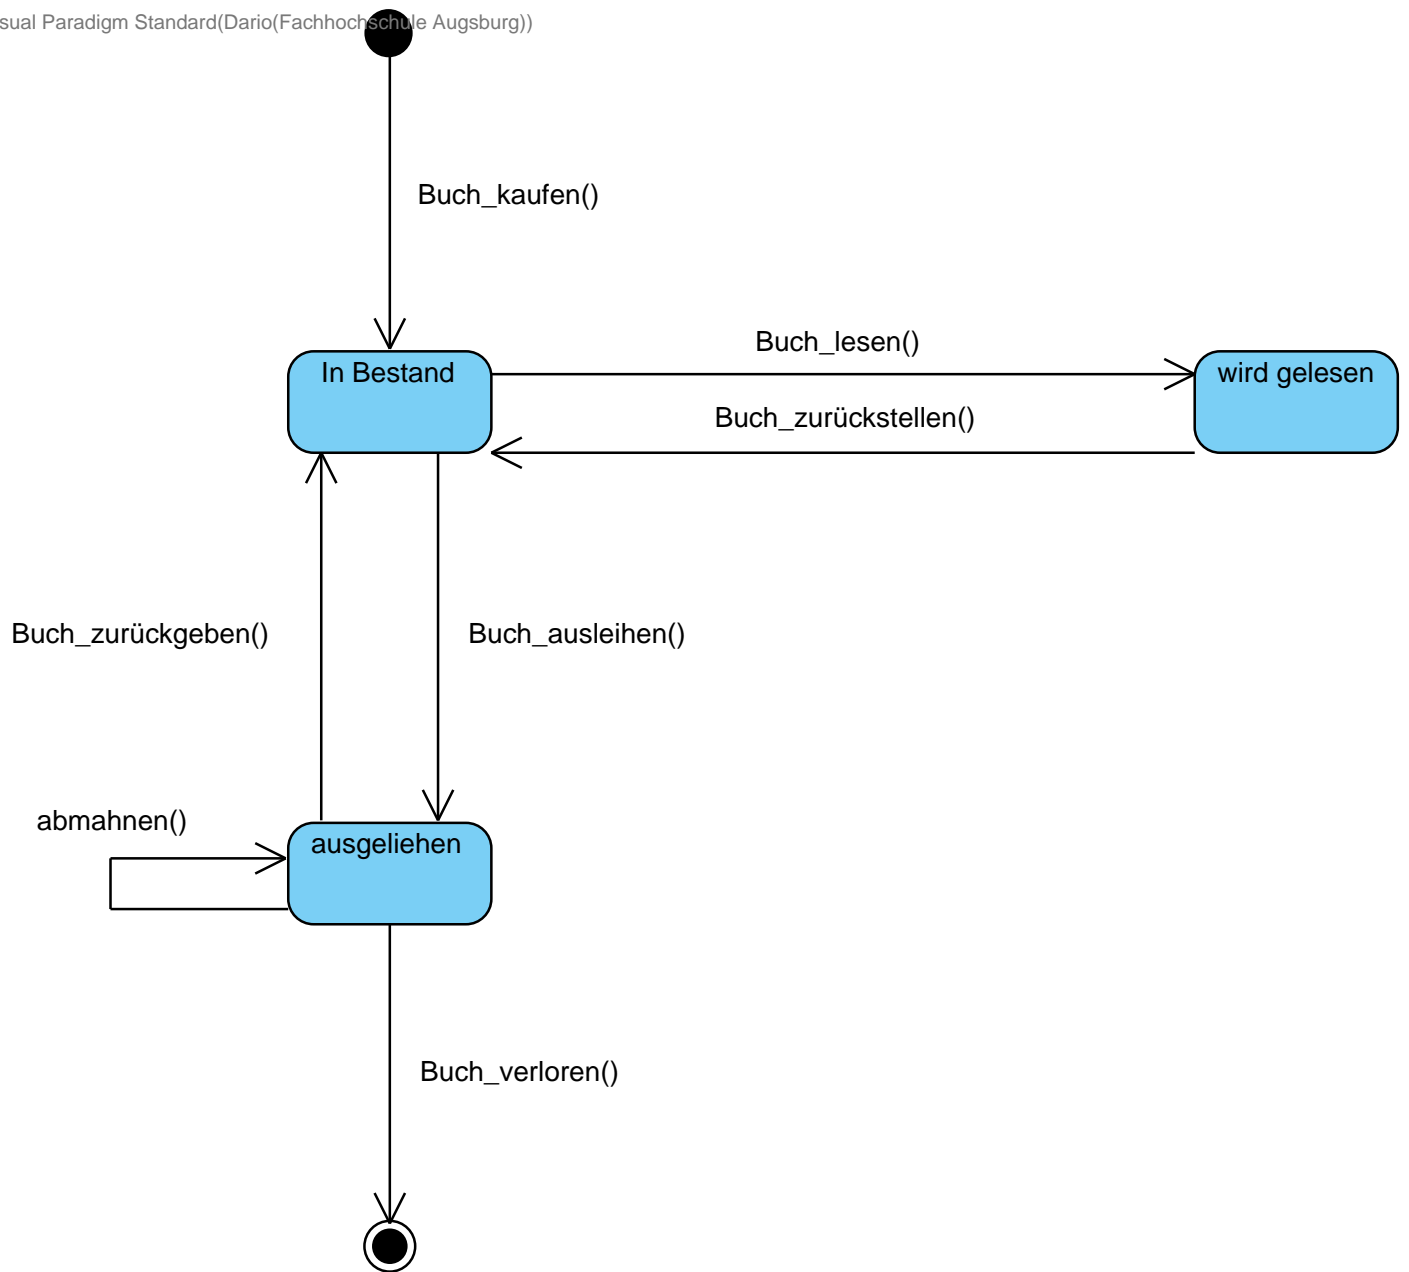 sual Paradigm Standard(Dario(Fachhochschule Augsburg))
Buch_kaufen()
Buch_lesen()
In Bestand
wird gelesen
Buch_zurückstellen()
Buch_zurückgeben()
Buch_ausleihen()
abmahnen()
ausgeliehen
Buch_verloren()